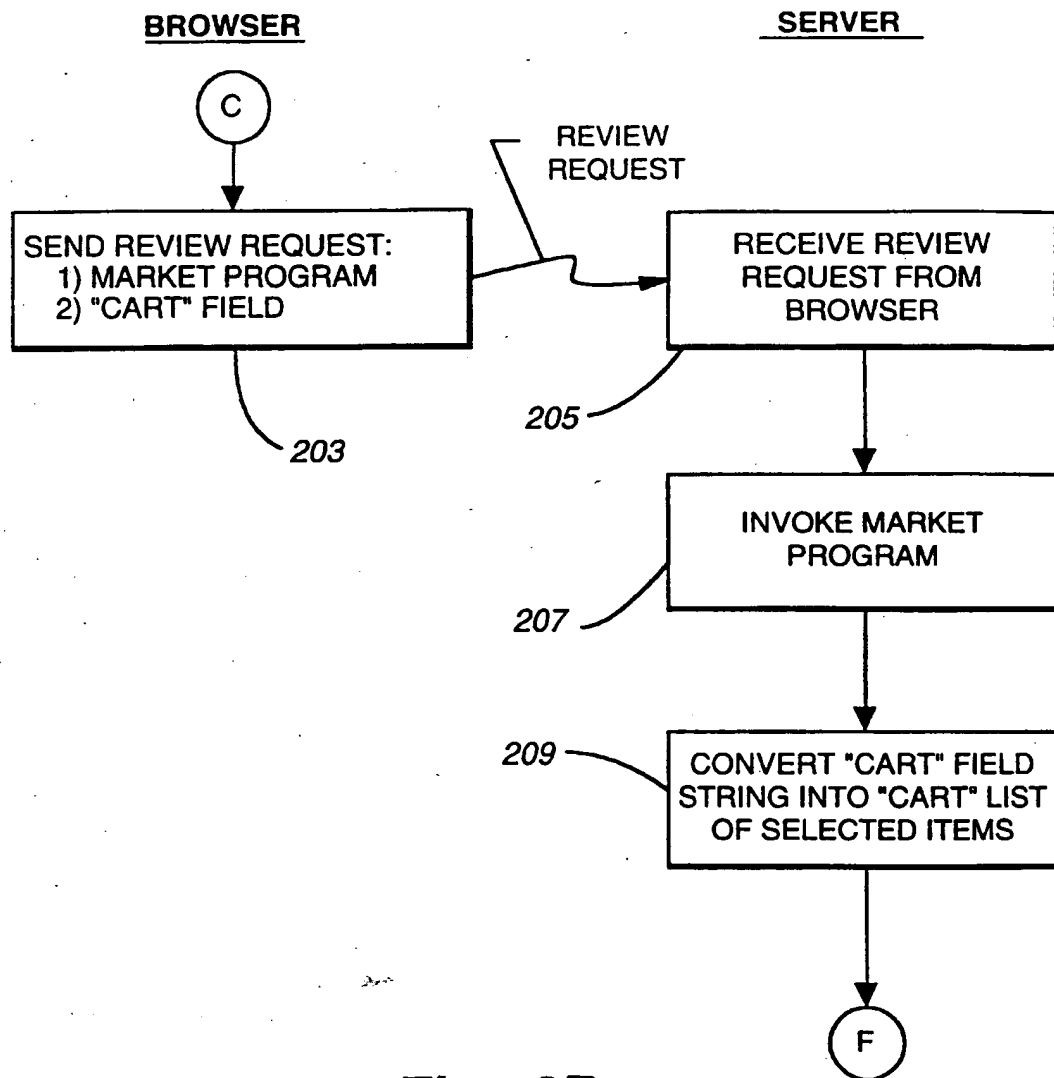 BROWSER
SERVER
C
REVIEW
REQUEST
SEND REVIEW REQUEST:
1) MARKET PROGRAM
2) "CART" FIELD
203
RECEIVE REVIEW
REQUEST FROM
BROWSER
205
INVOKE MARKET
PROGRAM
207
209
CONVERT "CART" FIELD
STRING INTO "CART" LIST
OF SELECTED ITEMS
F